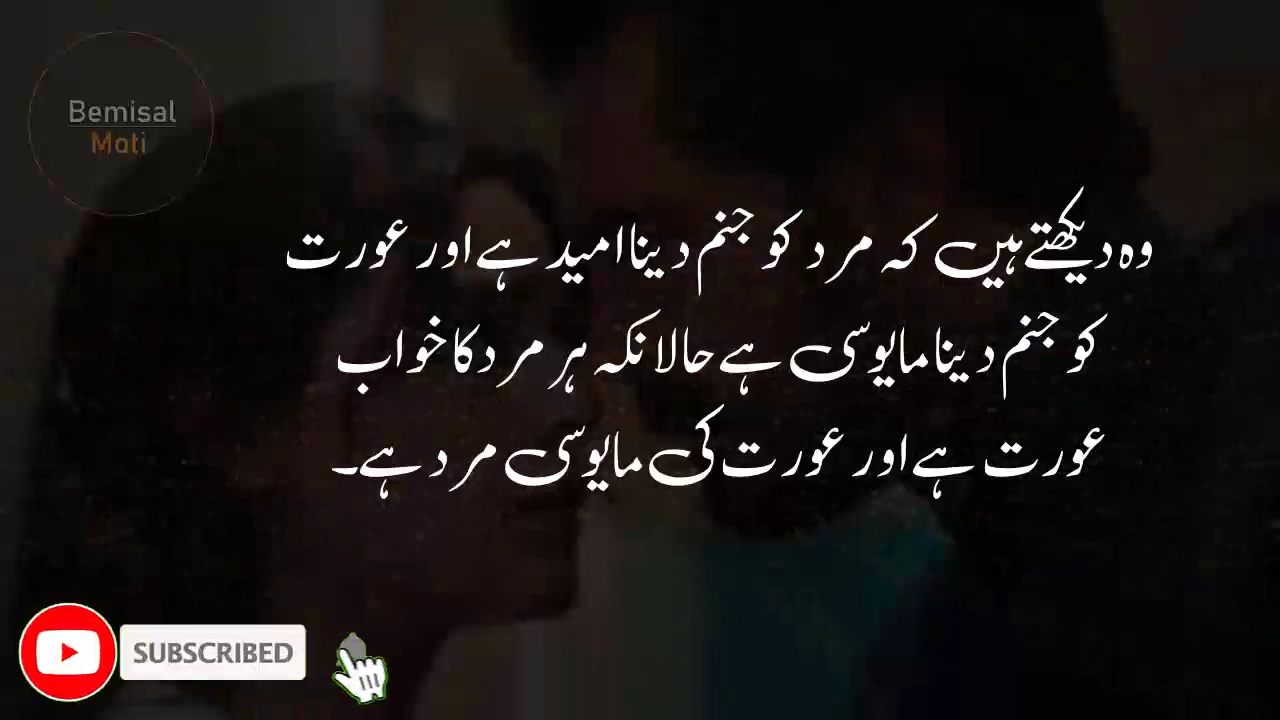 Bemisal
Moti
وہ دیکھتے ہیں کہ مرد کو جنم دینا امید ہے اور عورت
کو جنم دینا مایوسی ہے حالانکہ ہر مرد کا خواب
عورت ہے اور عورت کی مایوسی مرد ہے۔
SUBSCRIBED